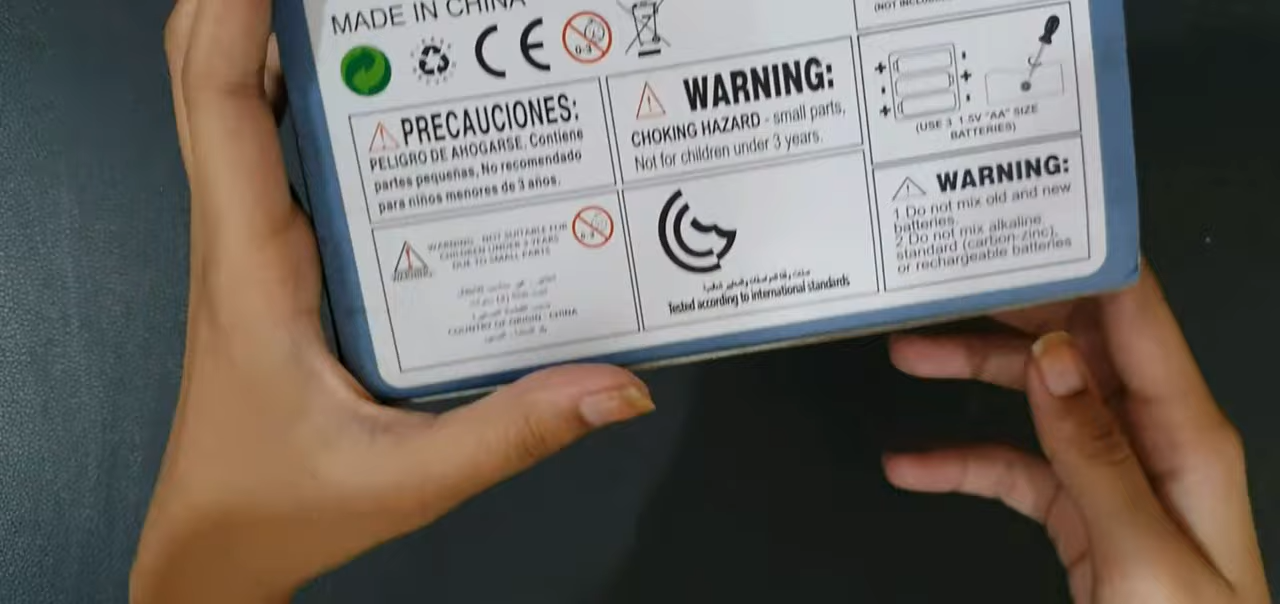 MADE IN CHINA
CE
0-3
PRECAUCIONES:
PELIGRO DE AHOGARSE. Contiene
partes pequeñas, No recomendado
para niños menores de 3 años.
WARNING:
CHOKING HAZARD - small parts,
Not for children under 3 years.
(USE 3 1.5V "AA" SIZE
BATTERIES)
WARNING:
1.Do not mix old and new
batteries.
2.Do not mix alkaline,
standard (carbon-zinc),
or rechargeable batteries
WARNING - NOT SUITABLE FOR
CHILDREN UNDER 3 YEARS
DUE TO SMALL PARTS
WARNING
COUNTRY OF ORIGIN : CHINA
Tested according to international standards